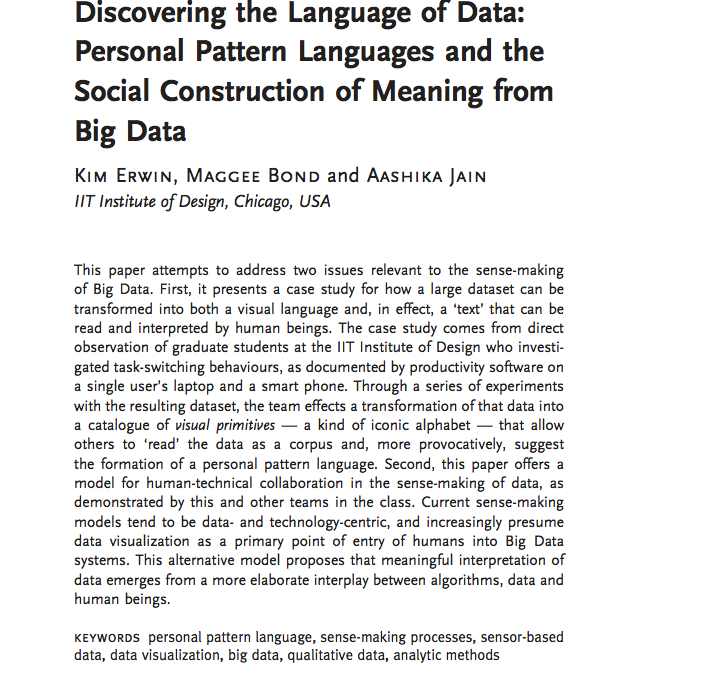 Discovering the Language of Data:
Personal Pattern Languages and the
Social Construction of Meaning from
Big Data
Kim Erwin, Maggee Bond and Aashika Jain
IIT Institute of Design, Chicago, USA
This paper attempts to address two issues relevant to the sense-making
of Big Data. First, it presents a case study for how a large dataset can be
transformed into both a visual language and, in effect, a ‘text’ that can be
read and interpreted by human beings. The case study comes from direct
observation of graduate students at the IIT Institute of Design who investi-
gated task-switching behaviours, as documented by productivity software on
a single user’s laptop and a smart phone. Through a series of experiments
with the resulting dataset, the team effects a transformation of that data into
a catalogue of visual primitives — a kind of iconic alphabet — that allow
others to ‘read’ the data as a corpus and, more provocatively, suggest
the formation of a personal pattern language. Second, this paper offers a
model for human-technical collaboration in the sense-making of data, as
demonstrated by this and other teams in the class. Current sense-making
models tend to be data- and technology-centric, and increasingly presume
data visualization as a primary point of entry of humans into Big Data
systems. This alternative model proposes that meaningful interpretation of
data emerges from a more elaborate interplay between algorithms, data and
human beings.
KEYWORDS personal pattern language, sense-making processes, sensor-based
data, data visualization, big data, qualitative data, analytic methods